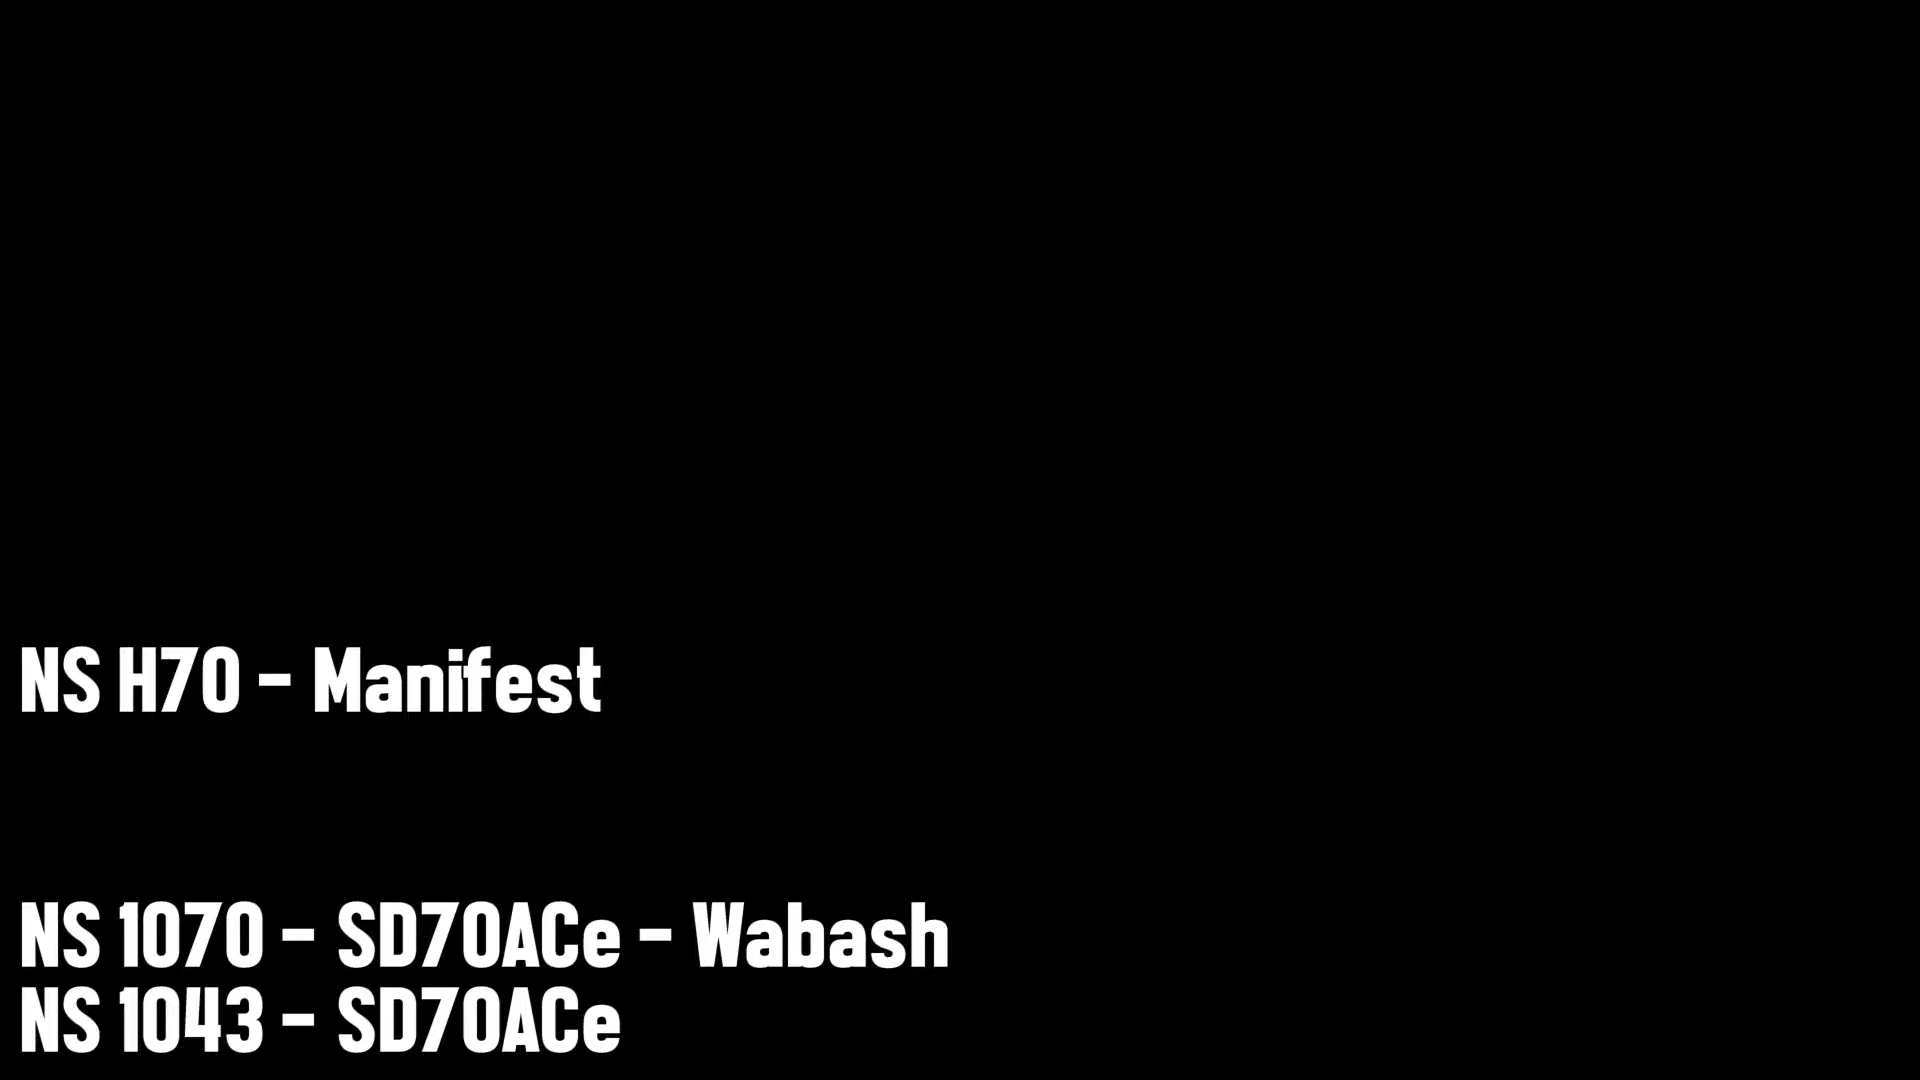 NS H70 - Manifest
NS 1070 - SD70ACe - Wabash
NS 1043 - SD70ACe